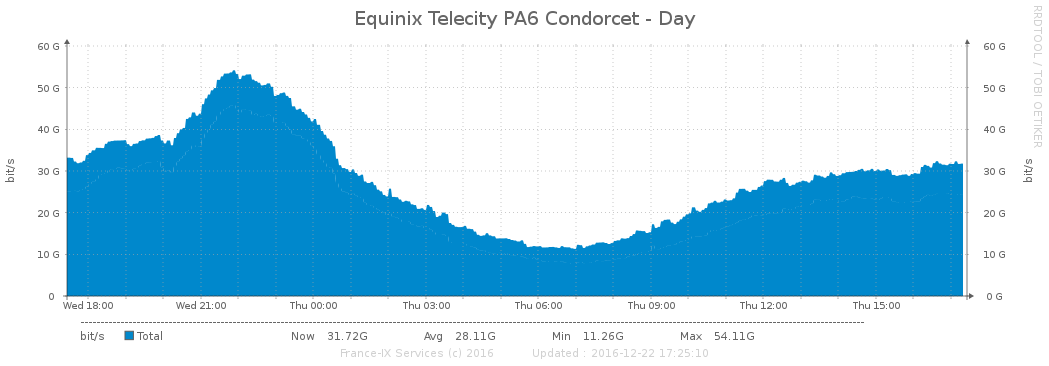 Equinix Telecity PA6 Condorcet - Day
RRDTOOL / TOBI OETIKER
60 G 60 G
50 G 50 G
40 G 40 G
30 G 30 G
20 G 20 G
10 G 10 G
0 0 G
bit/s bit/s
Wed 18:00 Wed 21:00 Thu 00:00 Thu 03:00 Thu 06:00 Thu 09:00 Thu 12:00 Thu 15:00
bit/s Total Now 31.72G Avg 28.11G Min 11.26G Max 54.11G
France-IX Services (c) 2016 Updated : 2016-12-22 17:25:10